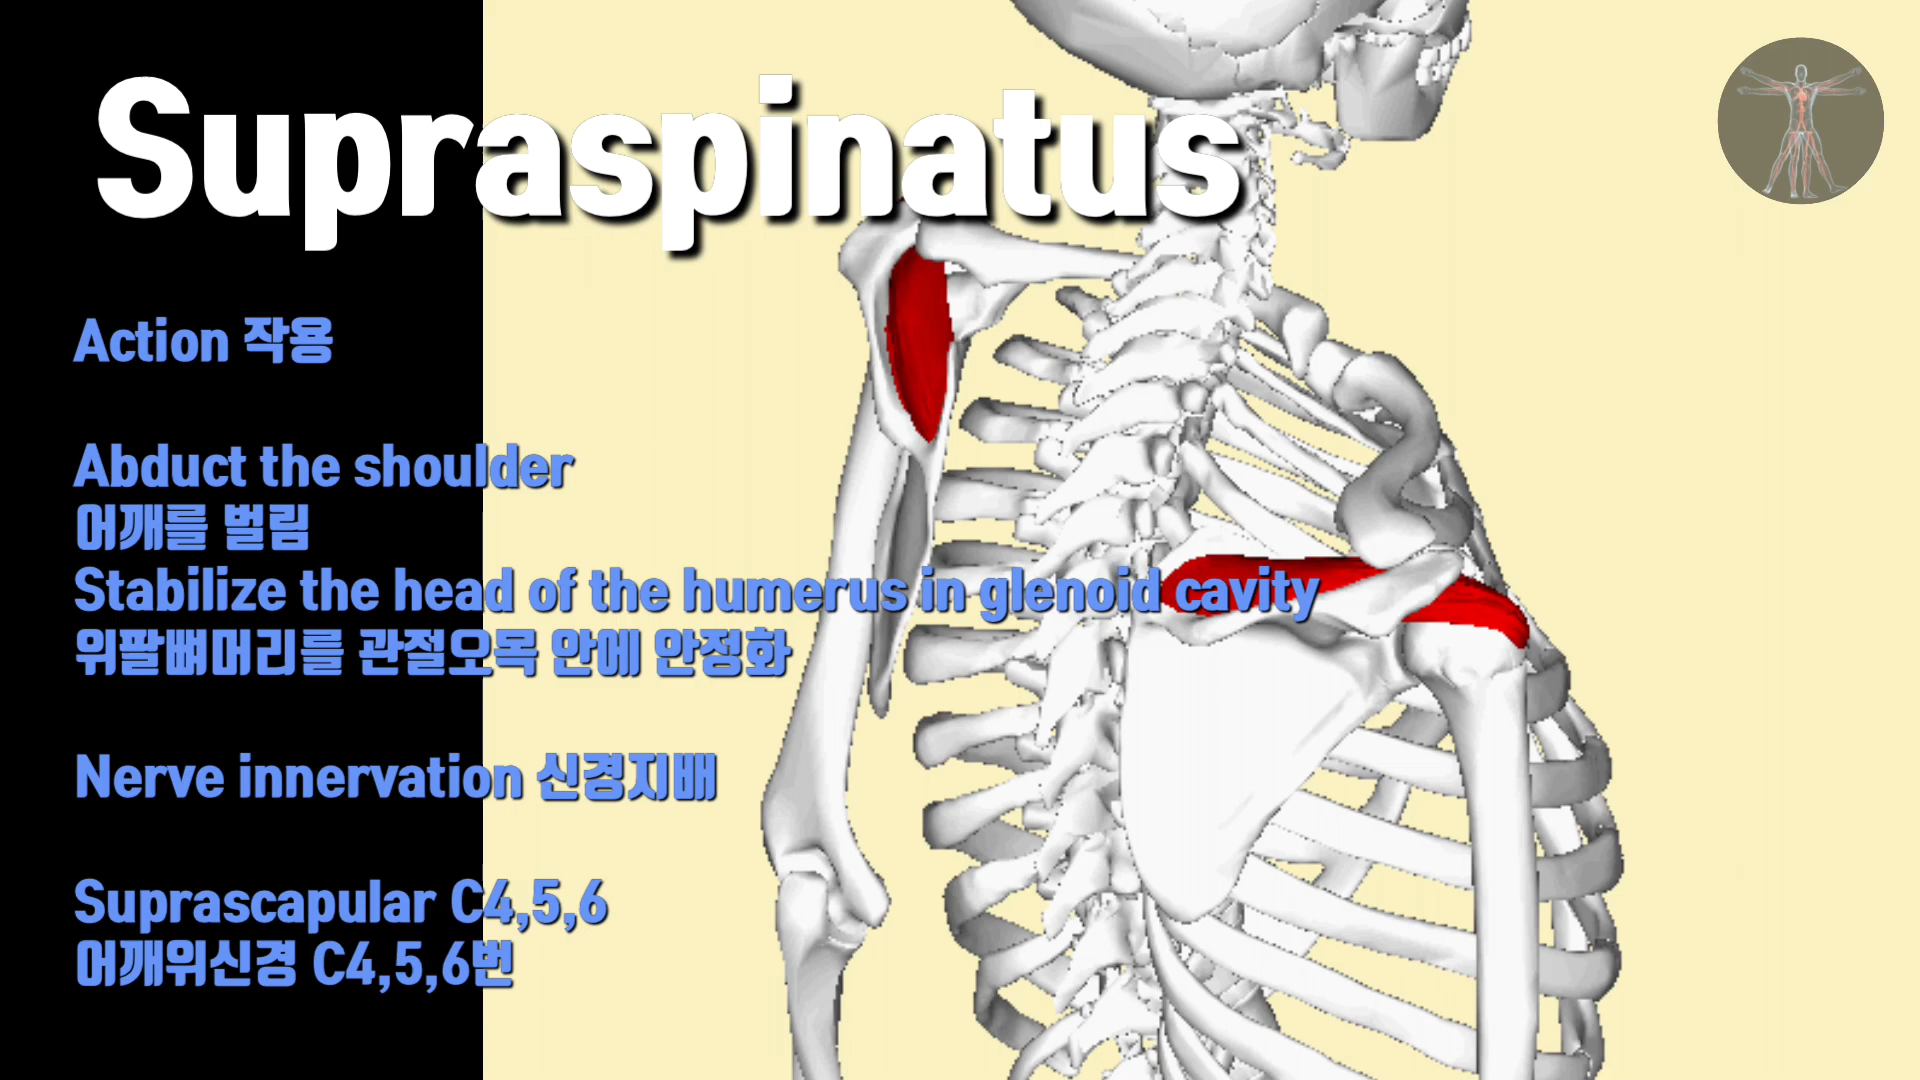 Supraspinatus
Action 작용
Abduct the shoulder
어깨를 벌림
Stabilize the head of the humerus in glenoid cavity
위팔뼈머리를 관절오목 안에 안정화
Nerve innervation 신경지배
Suprascapular C4,5,6
어깨위신경 C4,5,6번